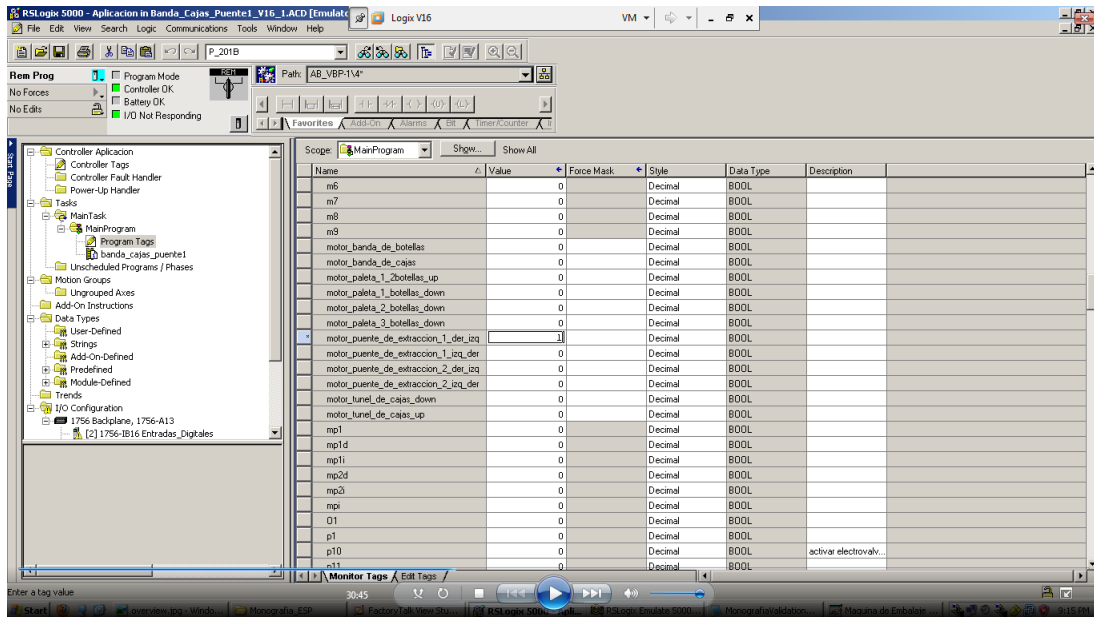 RSLogix 5000 - Aplicacion in Banda_Cajas_Puente1_V16_1.ACD [Emulate
Logix V16
VM
File Edit View Search Logic Communications Tools Window Help
P_201B
Rem Prog
Program Mode
REM
Path: AB_VBP-1\4*
No Forces
Controller OK
Battery OK
No Edits
I/O Not Responding
Favorites Add-On Alarms Bit Timer/Counter
Start Page
Controller Aplicacion
Controller Tags
Controller Fault Handler
Power-Up Handler
Tasks
MainTask
MainProgram
Program Tags
banda_cajas_puente1
Unscheduled Programs / Phases
Motion Groups
Ungrouped Axes
Add-On Instructions
Data Types
User-Defined
Strings
Add-On-Defined
Predefined
Module-Defined
Trends
I/O Configuration
1756 Backplane, 1756-A13
[2] 1756-IB16 Entradas_Digitales
Scope: MainProgram Show... Show All
Name Value Force Mask Style Data Type Description
m6 0 Decimal BOOL
m7 0 Decimal BOOL
m8 0 Decimal BOOL
m9 0 Decimal BOOL
motor_banda_de_botellas 0 Decimal BOOL
motor_banda_de_cajas 0 Decimal BOOL
motor_paleta_1_2botellas_up 0 Decimal BOOL
motor_paleta_1_botellas_down 0 Decimal BOOL
motor_paleta_2_botellas_down 0 Decimal BOOL
motor_paleta_3_botellas_down 0 Decimal BOOL
motor_puente_de_extraccion_1_der_izq 1 Decimal BOOL
motor_puente_de_extraccion_1_izq_der 0 Decimal BOOL
motor_puente_de_extraccion_2_der_izq 0 Decimal BOOL
motor_puente_de_extraccion_2_izq_der 0 Decimal BOOL
motor_tunel_de_cajas_down 0 Decimal BOOL
motor_tunel_de_cajas_up 0 Decimal BOOL
mp1 0 Decimal BOOL
mp1d 0 Decimal BOOL
mp1i 0 Decimal BOOL
mp2d 0 Decimal BOOL
mp2i 0 Decimal BOOL
mpi 0 Decimal BOOL
O1 0 Decimal BOOL
p1 0 Decimal BOOL
p10 0 Decimal BOOL activar electrovalv...
p11 0 Decimal BOOL
Monitor Tags Edit Tags
Enter a tag value
30:45
Start
overview.jpg - Windo...
Monografia_ESP
FactoryTalk View Stu...
RSLogix 5000 - Apli...
RSLogix Emulate 5000...
MonografiaValidation...
Maquina de Embalaje ...
9:15 PM